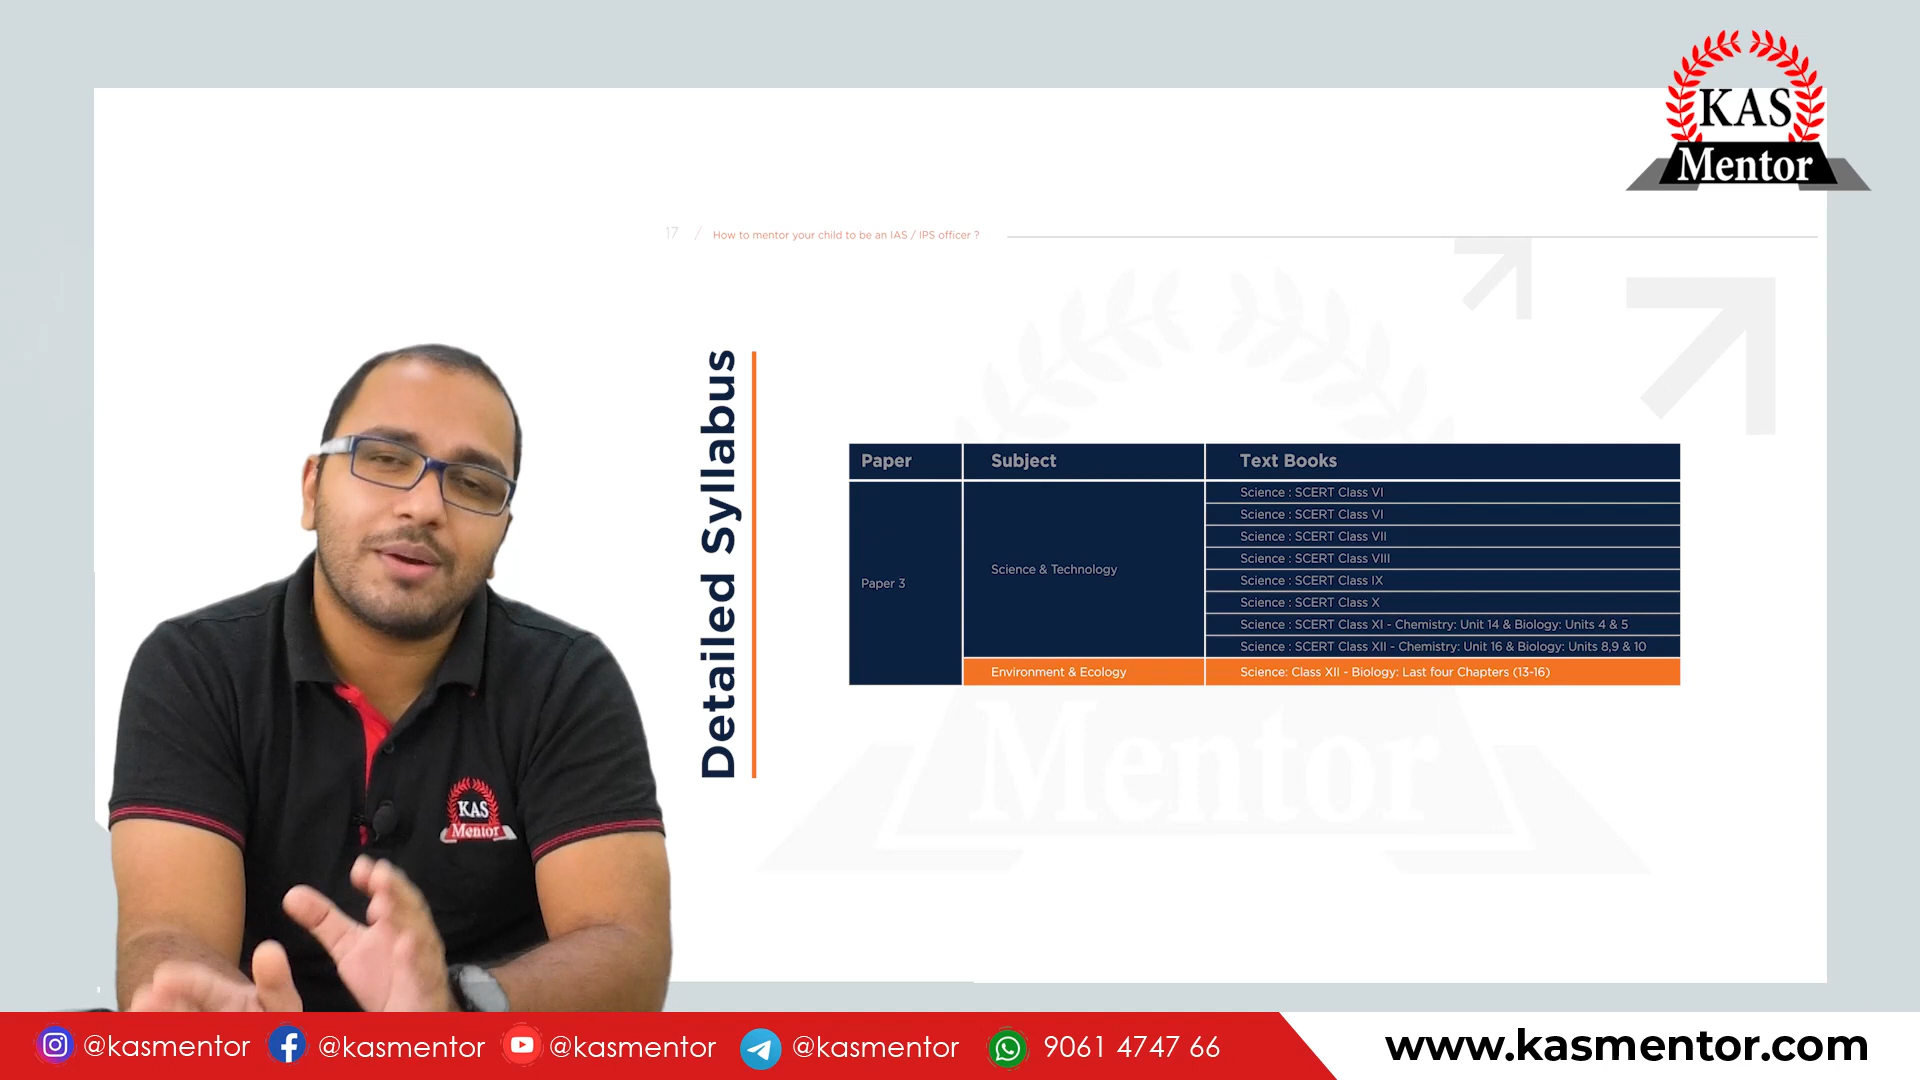 KAS
Mentor
17 / How to mentor your child to be an IAS / IPS officer ?
Detailed Syllabus
Paper Subject Text Books
Paper 3
Science & Technology
Science : SCERT Class VI
Science : SCERT Class VI
Science : SCERT Class VII
Science : SCERT Class VIII
Science : SCERT Class IX
Science : SCERT Class X
Science : SCERT Class XI - Chemistry: Unit 14 & Biology: Units 4 & 5
Science : SCERT Class XII - Chemistry: Unit 16 & Biology: Units 8,9 & 10
Environment & Ecology Science: Class XII - Biology: Last four Chapters (13-16)
Mentor
KAS
Mentor
@kasmentor @kasmentor @kasmentor @kasmentor 9061 4747 66 www.kasmentor.com